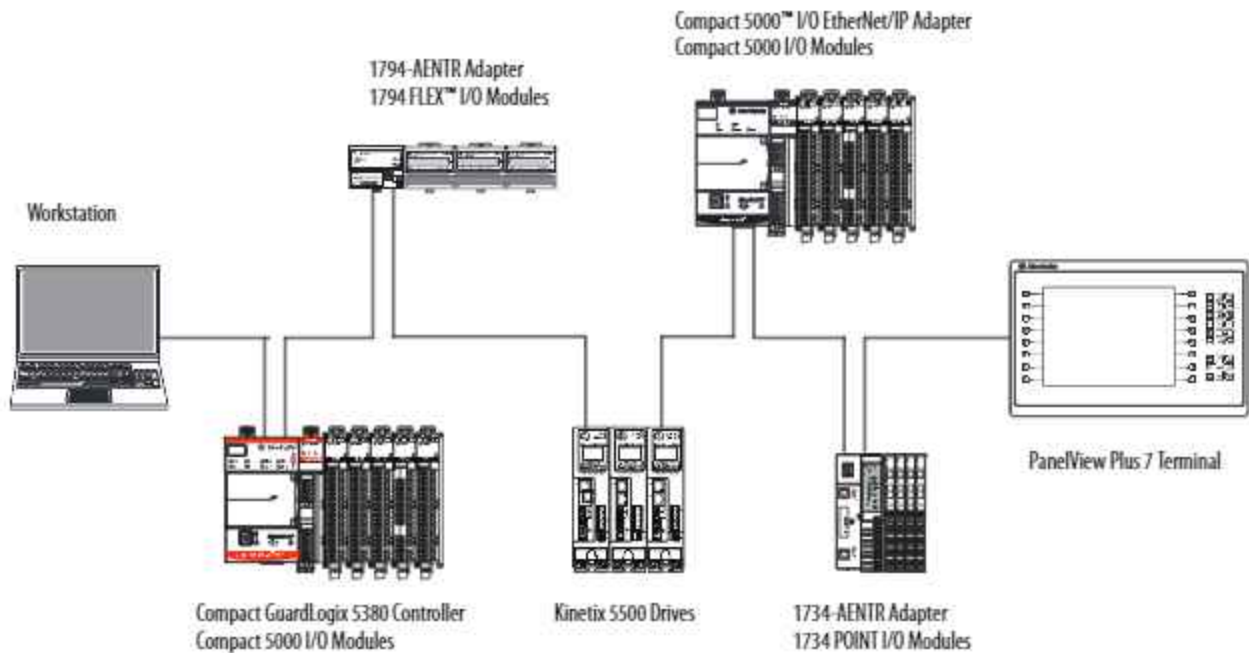 Compact 5000™ I/O EtherNet/IP Adapter
Compact 5000 I/O Modules
1794-AENTR Adapter
1794 FLEX™ I/O Modules
Workstation
PanelView Plus 7 Terminal
Compact GuardLogix 5380 Controller
Compact 5000 I/O Modules
Kinetix 5500 Drives
1734-AENTR Adapter
1734 POINT I/O Modules